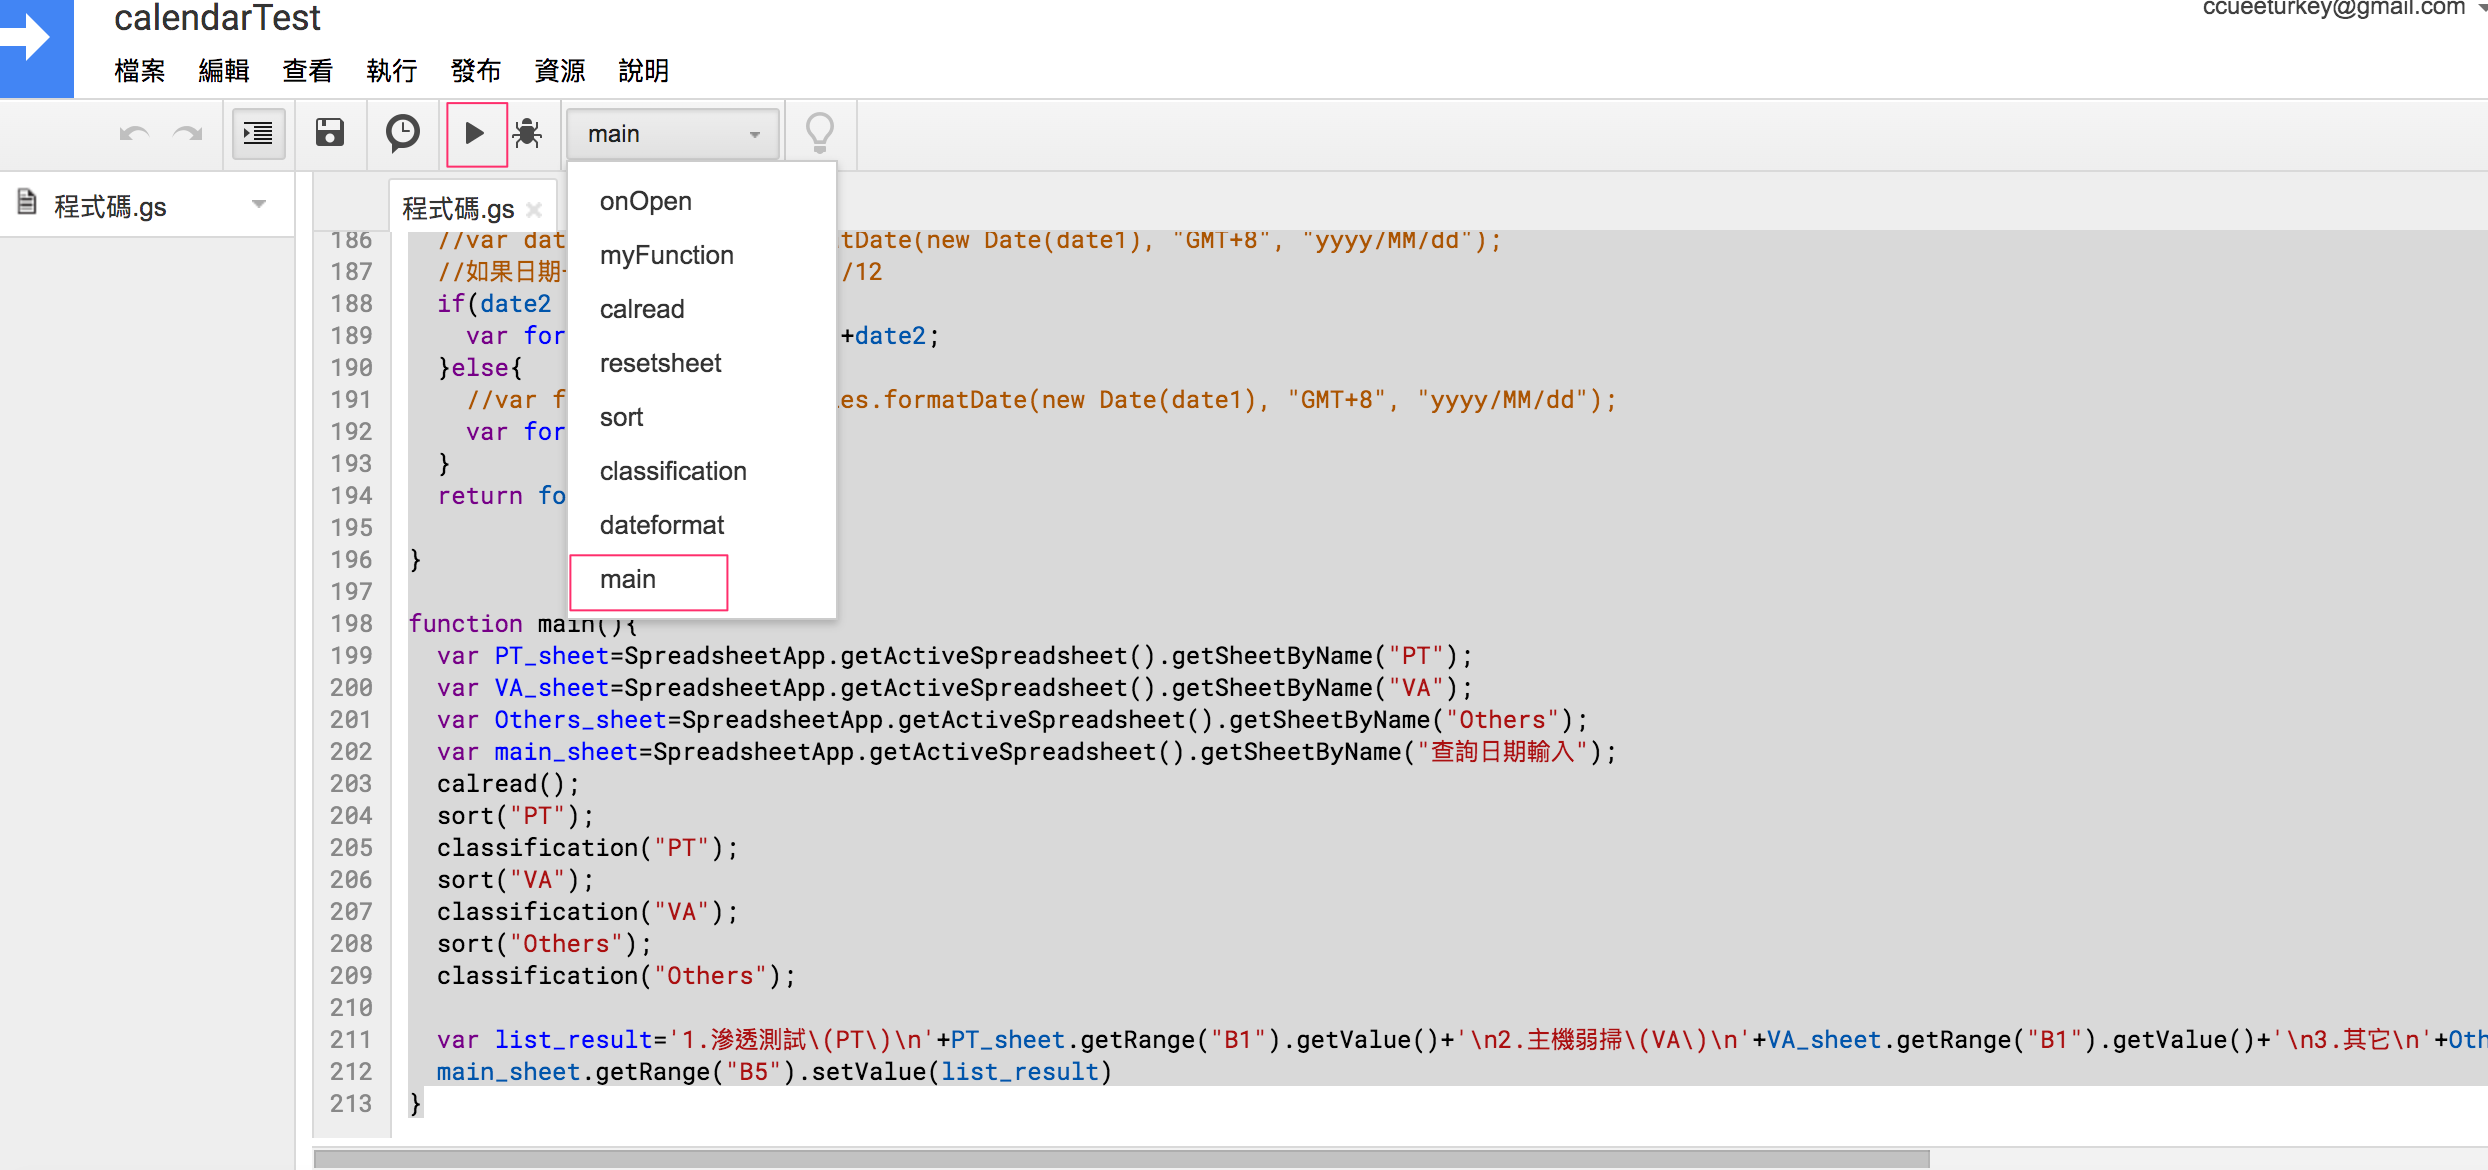 calendarTest
ccueeturkey@gmail.com
檔案 編輯 查看 執行 發布 資源 說明
main
程式碼.gs
程式碼.gs
onOpen
myFunction
calread
resetsheet
sort
classification
dateformat
main
186 //var dat tDate(new Date(date1), "GMT+8", "yyyy/MM/dd");
187 //如果日期 /12
188 if(date2
189 var for +date2;
190 }else{
191 //var f es.formatDate(new Date(date1), "GMT+8", "yyyy/MM/dd");
192 var for
193 }
194 return fo
195
196 }
197
198 function main(){
199 var PT_sheet=SpreadsheetApp.getActiveSpreadsheet().getSheetByName("PT");
200 var VA_sheet=SpreadsheetApp.getActiveSpreadsheet().getSheetByName("VA");
201 var Others_sheet=SpreadsheetApp.getActiveSpreadsheet().getSheetByName("Others");
202 var main_sheet=SpreadsheetApp.getActiveSpreadsheet().getSheetByName("查詢日期輸入");
203 calread();
204 sort("PT");
205 classification("PT");
206 sort("VA");
207 classification("VA");
208 sort("Others");
209 classification("Others");
210
211 var list_result='1.滲透測試\(PT\)\n'+PT_sheet.getRange("B1").getValue()+'\n2.主機弱掃\(VA\)\n'+VA_sheet.getRange("B1").getValue()+'\n3.其它\n'+Oth
212 main_sheet.getRange("B5").setValue(list_result)
213 }